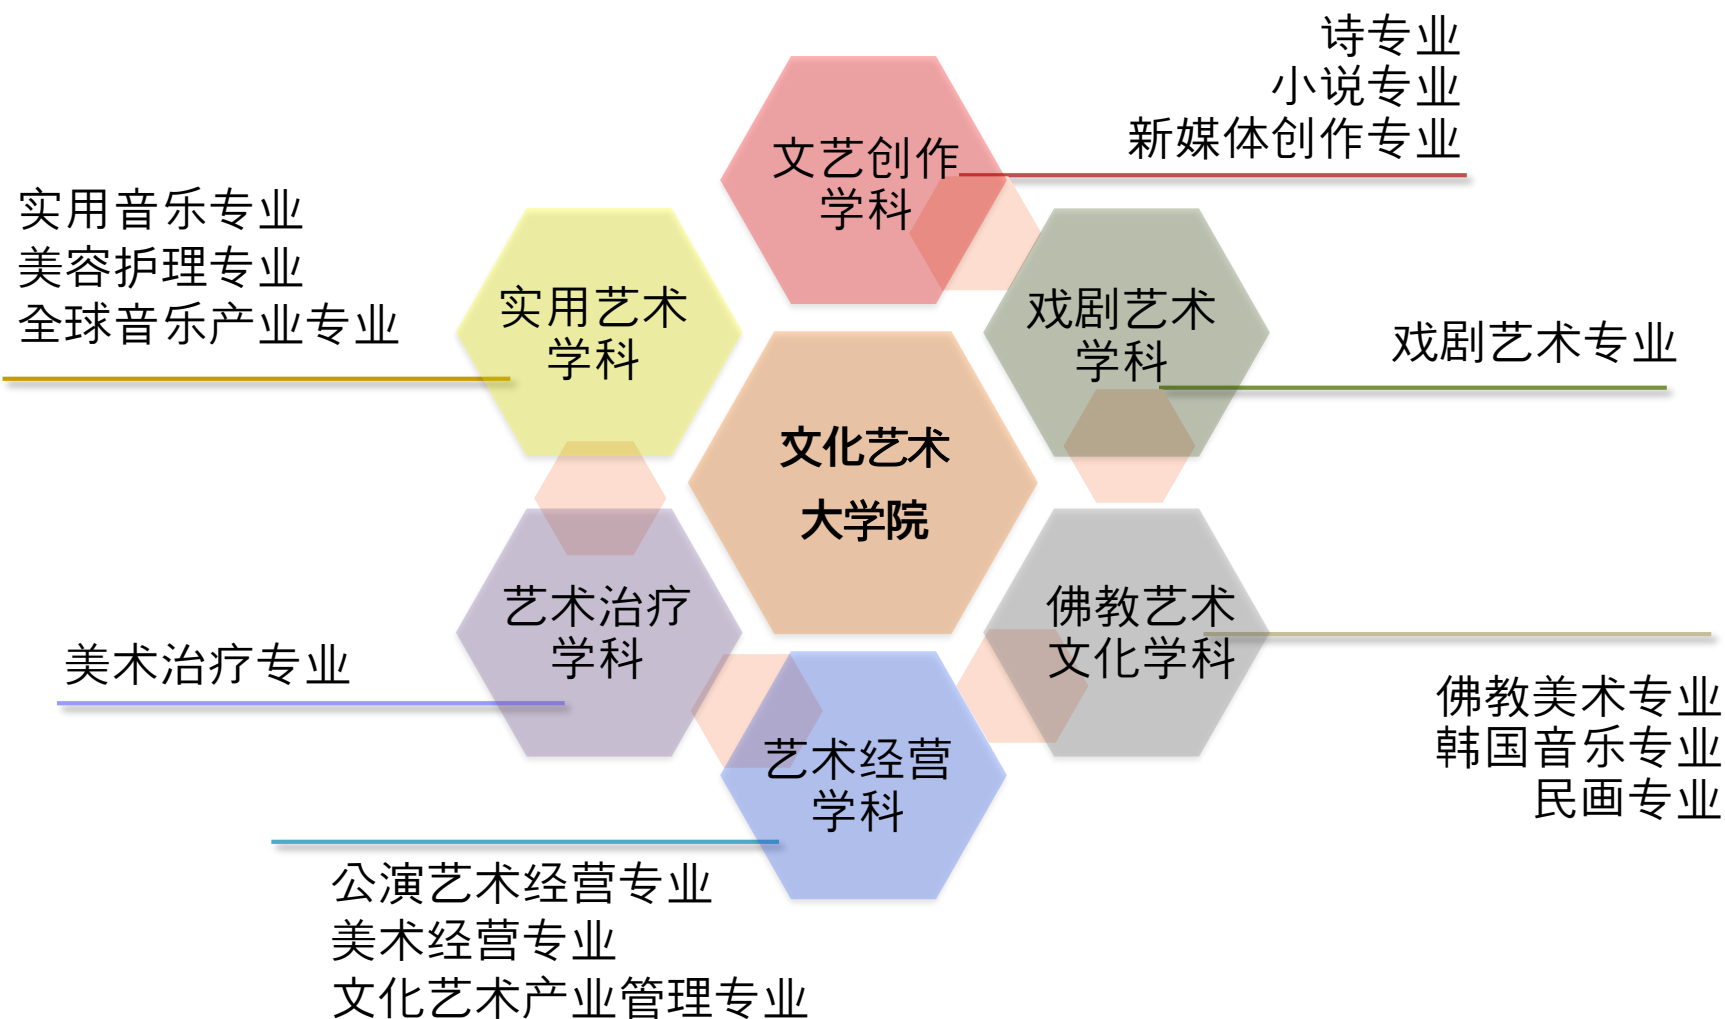 诗专业
小说专业
新媒体创作专业
文艺创作
学科
实用音乐专业
美容护理专业
全球音乐产业专业
实用艺术
学科
戏剧艺术
学科
戏剧艺术专业
文化艺术
大学院
艺术治疗
学科
美术治疗专业
佛教艺术
文化学科
佛教美术专业
韩国音乐专业
民画专业
艺术经营
学科
公演艺术经营专业
美术经营专业
文化艺术产业管理专业